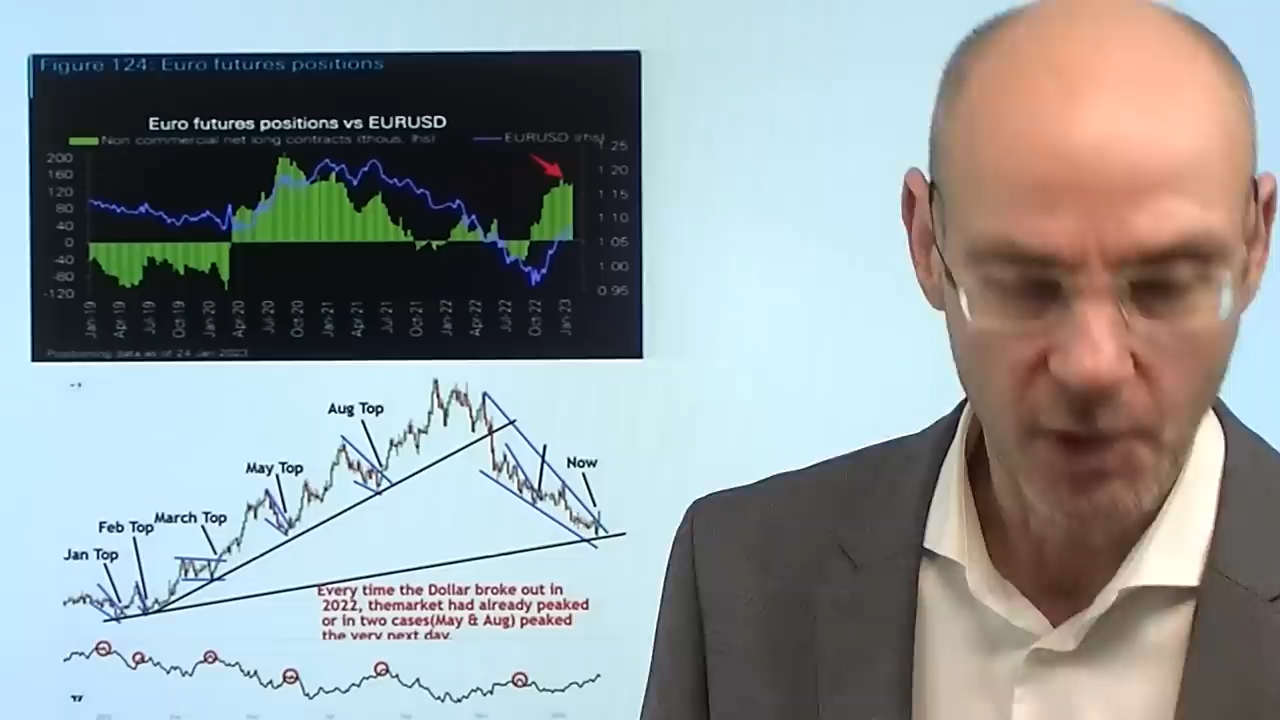 Figure 124: Euro futures positions
Euro futures positions vs EURUSD
Non commercial net long contracts (thous, lhs)
EURUSD (rhs)
200
160
120
80
40
0
-40
-80
-120
1 25
1 20
1 15
1 10
1 05
1 00
0 95
Jan-19
Apr-19
Jul-19
Oct-19
Jan-20
Apr-20
Jul-20
Oct-20
Jan-21
Apr-21
Jul-21
Oct-21
Jan-22
Apr-22
Jul-22
Oct-22
Jan-23
Positioning data as of 24 Jan 2023
Aug Top
May Top
Now
March Top
Feb Top
Jan Top
Every time the Dollar broke out in
2022, themarket had already peaked
or in two cases(May & Aug) peaked
the very next day.